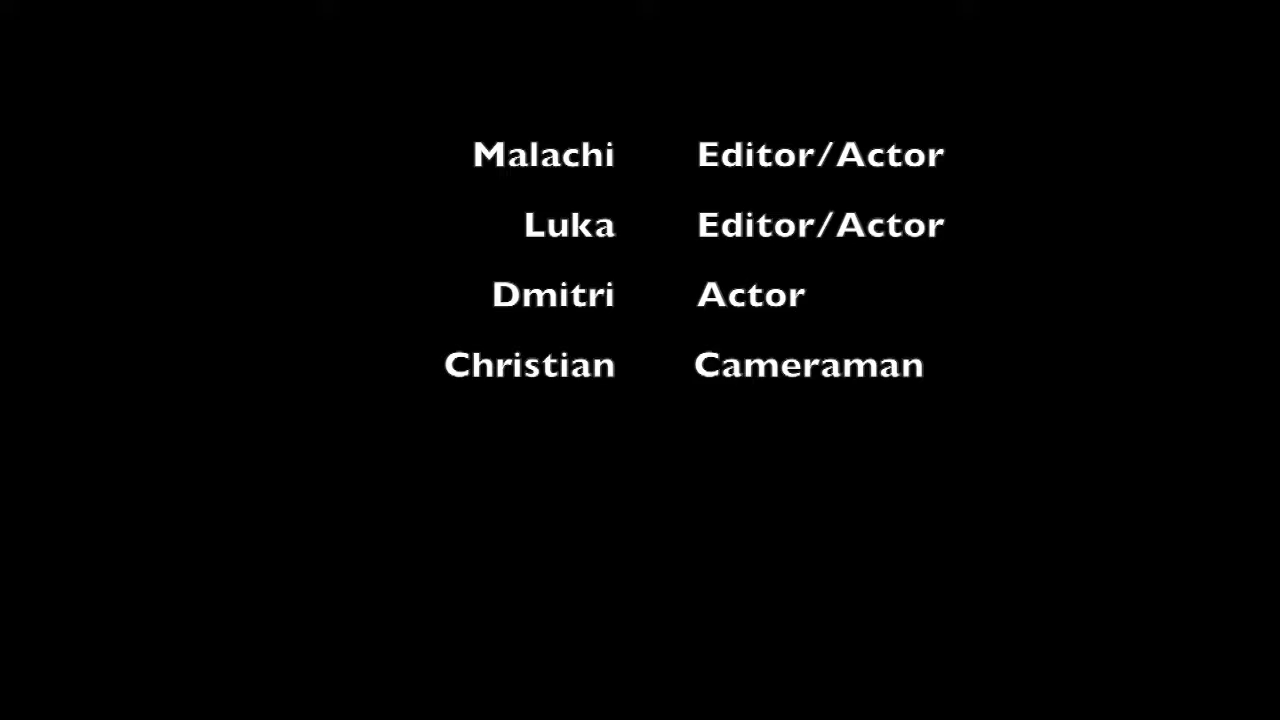 Malachi Editor/Actor
Luka Editor/Actor
Dmitri Actor
Christian Cameraman